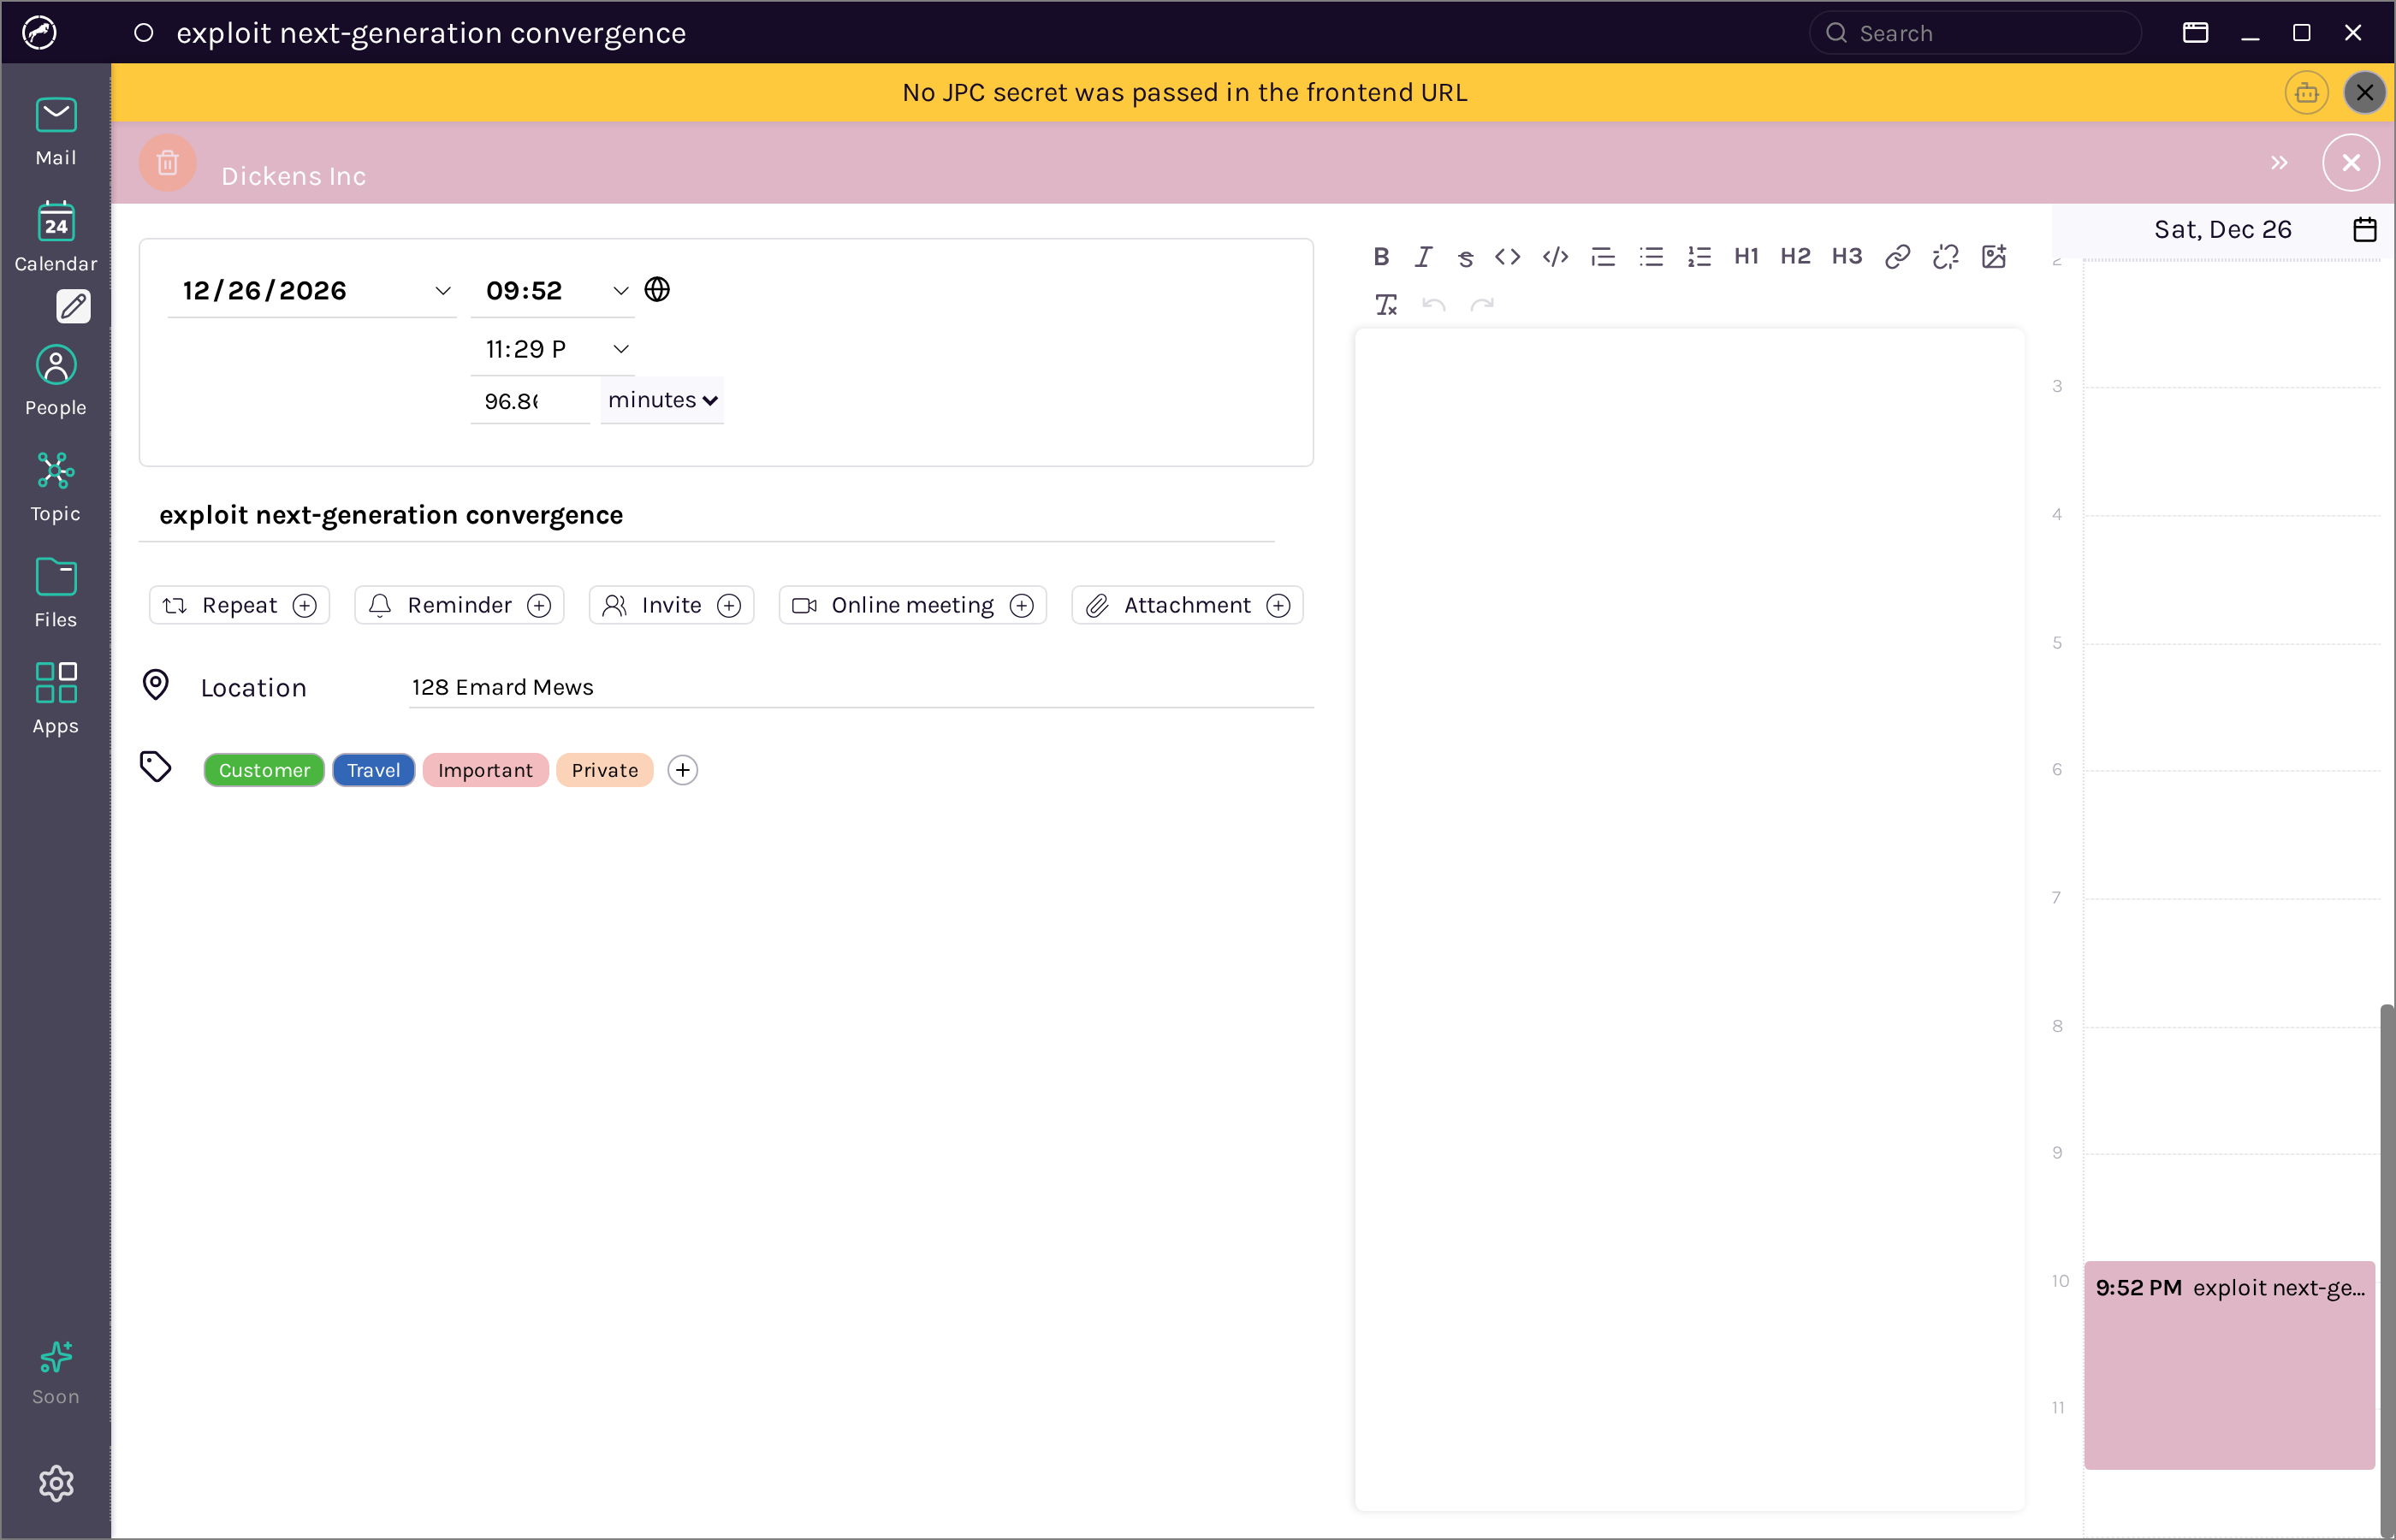 exploit next-generation convergence
Search
No JPC secret was passed in the frontend URL
Mail
24
Calendar
People
Topic
Files
Apps
Soon
Dickens Inc
12/26/2026
09:52
11:29 P
minutes
exploit next-generation convergence
Repeat
Reminder
Invite
Online meeting
Attachment
Location
128 Emard Mews
Customer
Travel
Important
Private
B I S H1 H2 H3
Sat, Dec 26
2
3
4
5
6
7
8
9
10
11
9:52 PM exploit next-ge...